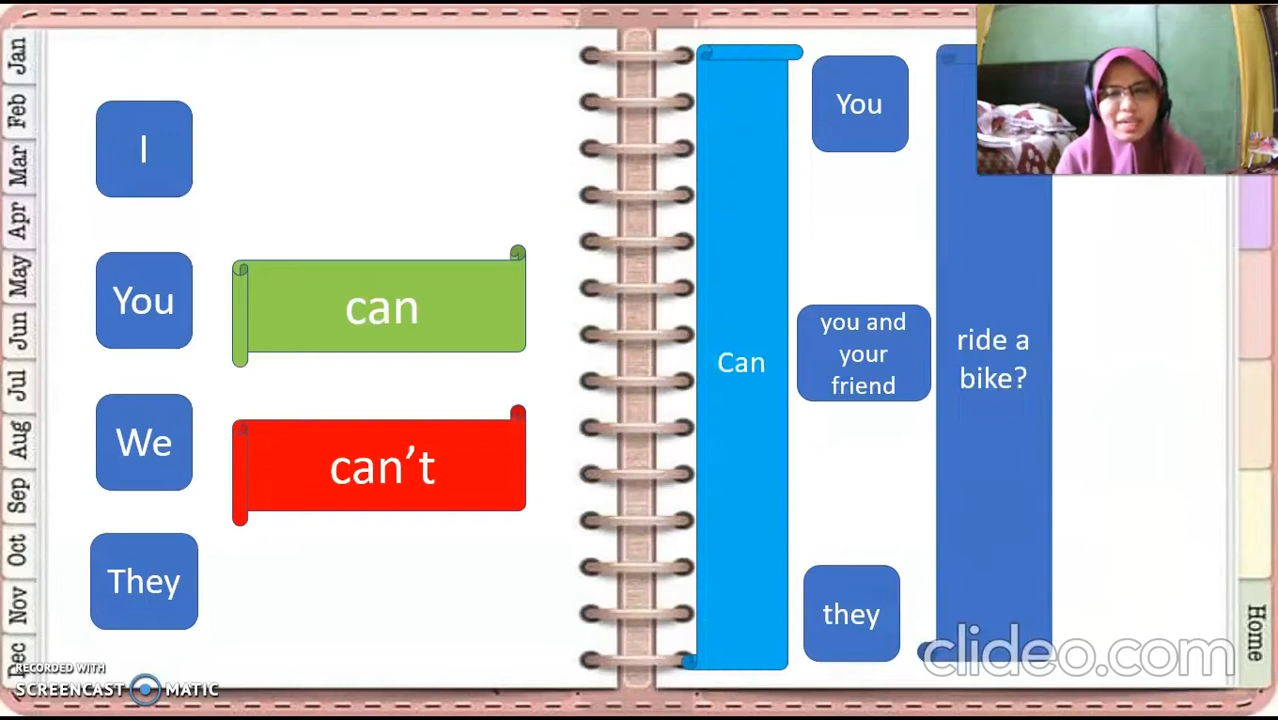 Jan
Feb
Mar
Apr
May
Jun
Jul
Aug
Sep
Oct
Nov
Dec
I
You
We
They
can
can't
Can
You
you and
your
friend
they
ride a
bike?
Home
clideo.com
RECORDED WITH
SCREENCAST MATIC